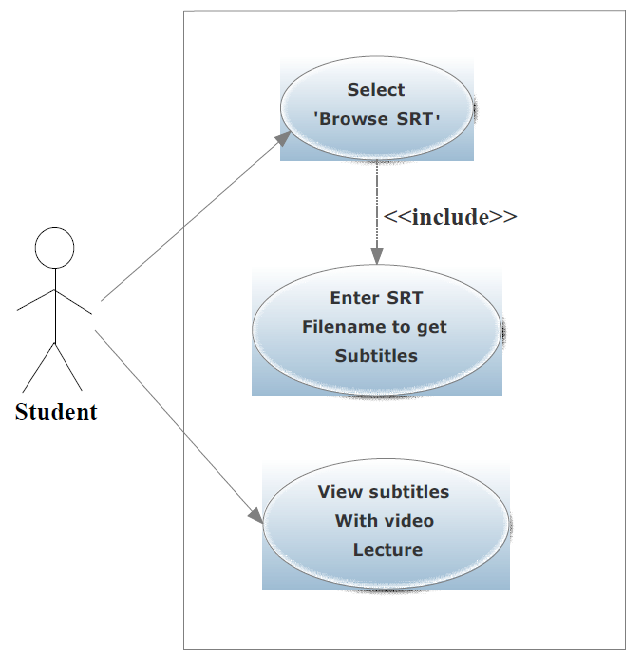 Select
'Browse SRT'
<<include>>
Enter SRT
Filename to get
Subtitles
Student
View subtitles
With video
Lecture